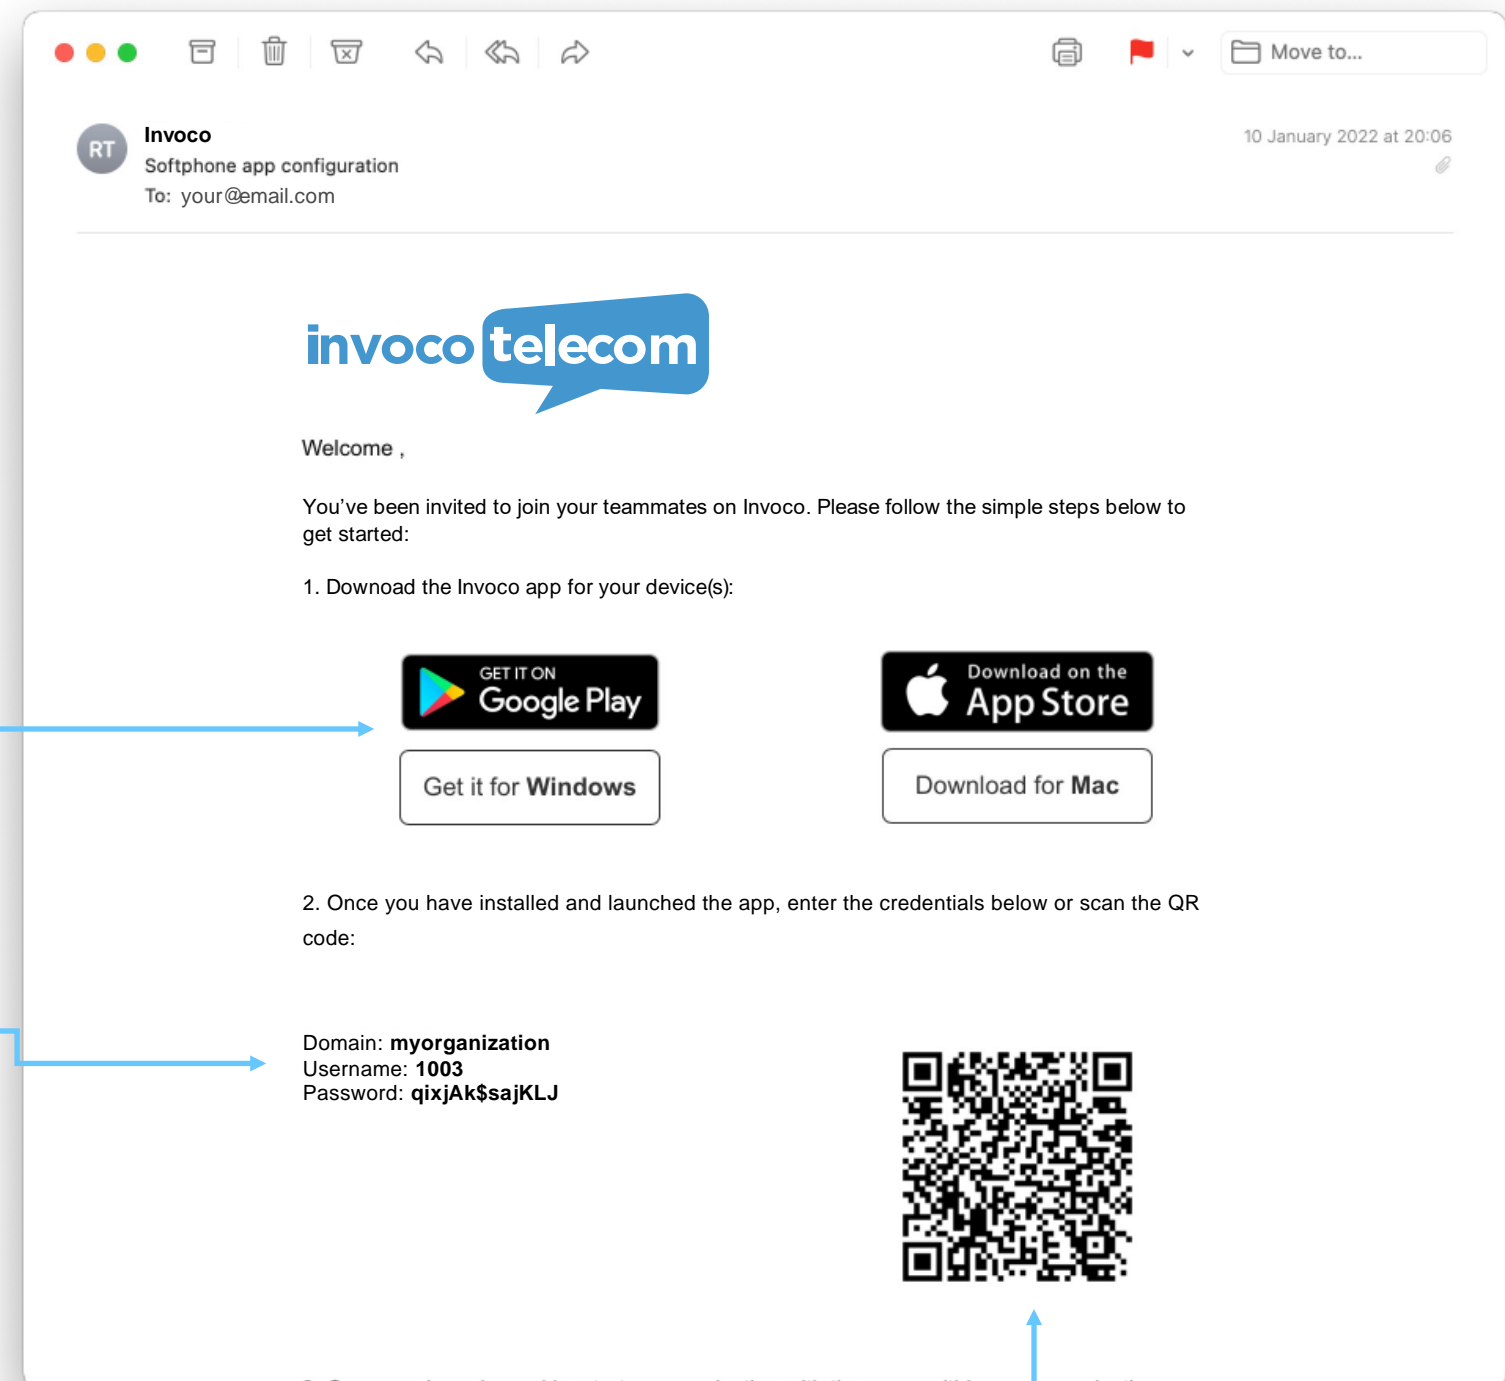 Move to...
RT
Invoco
10 January 2022 at 20:06
Softphone app configuration
To: your@email.com
invoco telecom
Welcome ,
You’ve been invited to join your teammates on Invoco. Please follow the simple steps below to
get started:
1. Downoad the Invoco app for your device(s):
GET IT ON
Google Play
Download on the
App Store
Get it for Windows
Download for Mac
2. Once you have installed and launched the app, enter the credentials below or scan the QR
code:
Domain: myorganization
Username: 1003
Password: qixjAk$sajKLJ